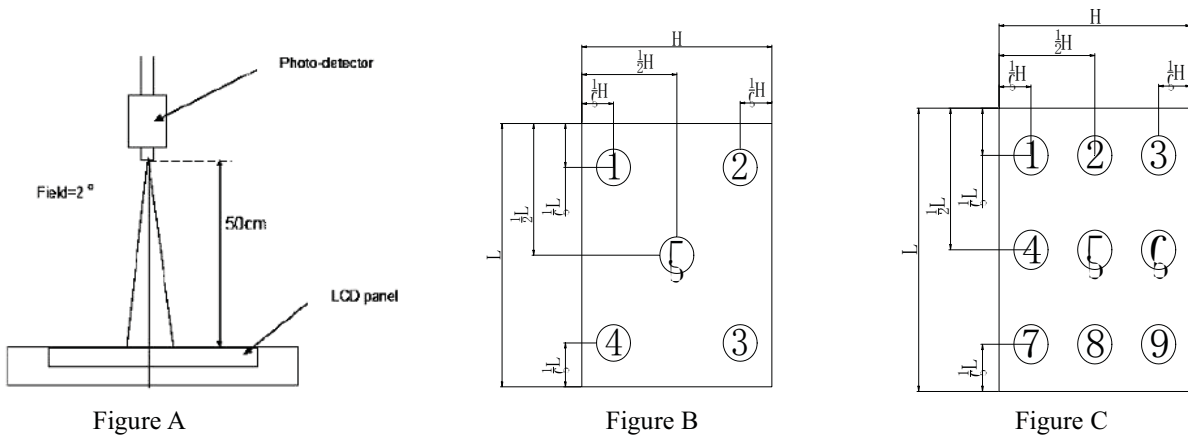 Photo-detector
Field=2°
50cm
LCD panel
Figure A
H
½H
⅙H
⅙H
L
½L
⅙L
⅙L
1
2
5
4
3
Figure B
H
½H
⅙H
⅙H
L
½L
⅙L
⅙L
1 2 3
4 5 6
7 8 9
Figure C